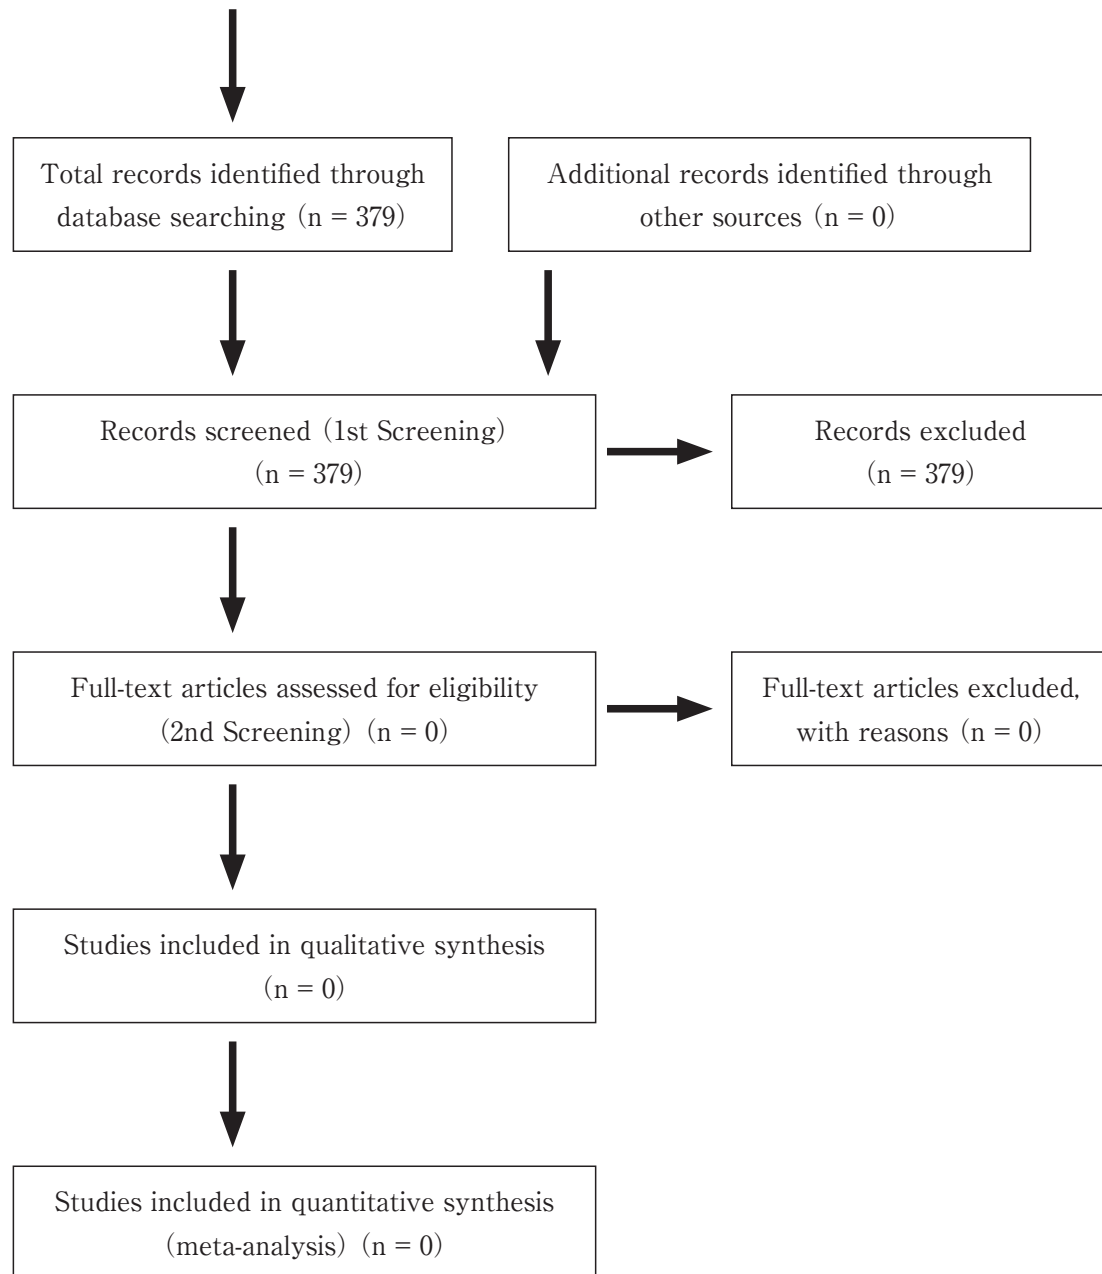 Total records identified through
database searching (n = 379)
Additional records identified through
other sources (n = 0)
Records screened (1st Screening)
(n = 379)
Records excluded
(n = 379)
Full-text articles assessed for eligibility
(2nd Screening) (n = 0)
Full-text articles excluded,
with reasons (n = 0)
Studies included in qualitative synthesis
(n = 0)
Studies included in quantitative synthesis
(meta-analysis) (n = 0)